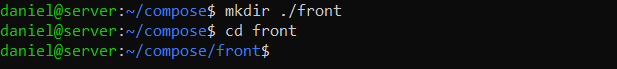 daniel@server:~/compose$ mkdir ./front
daniel@server:~/compose$ cd front
daniel@server:~/compose/front$